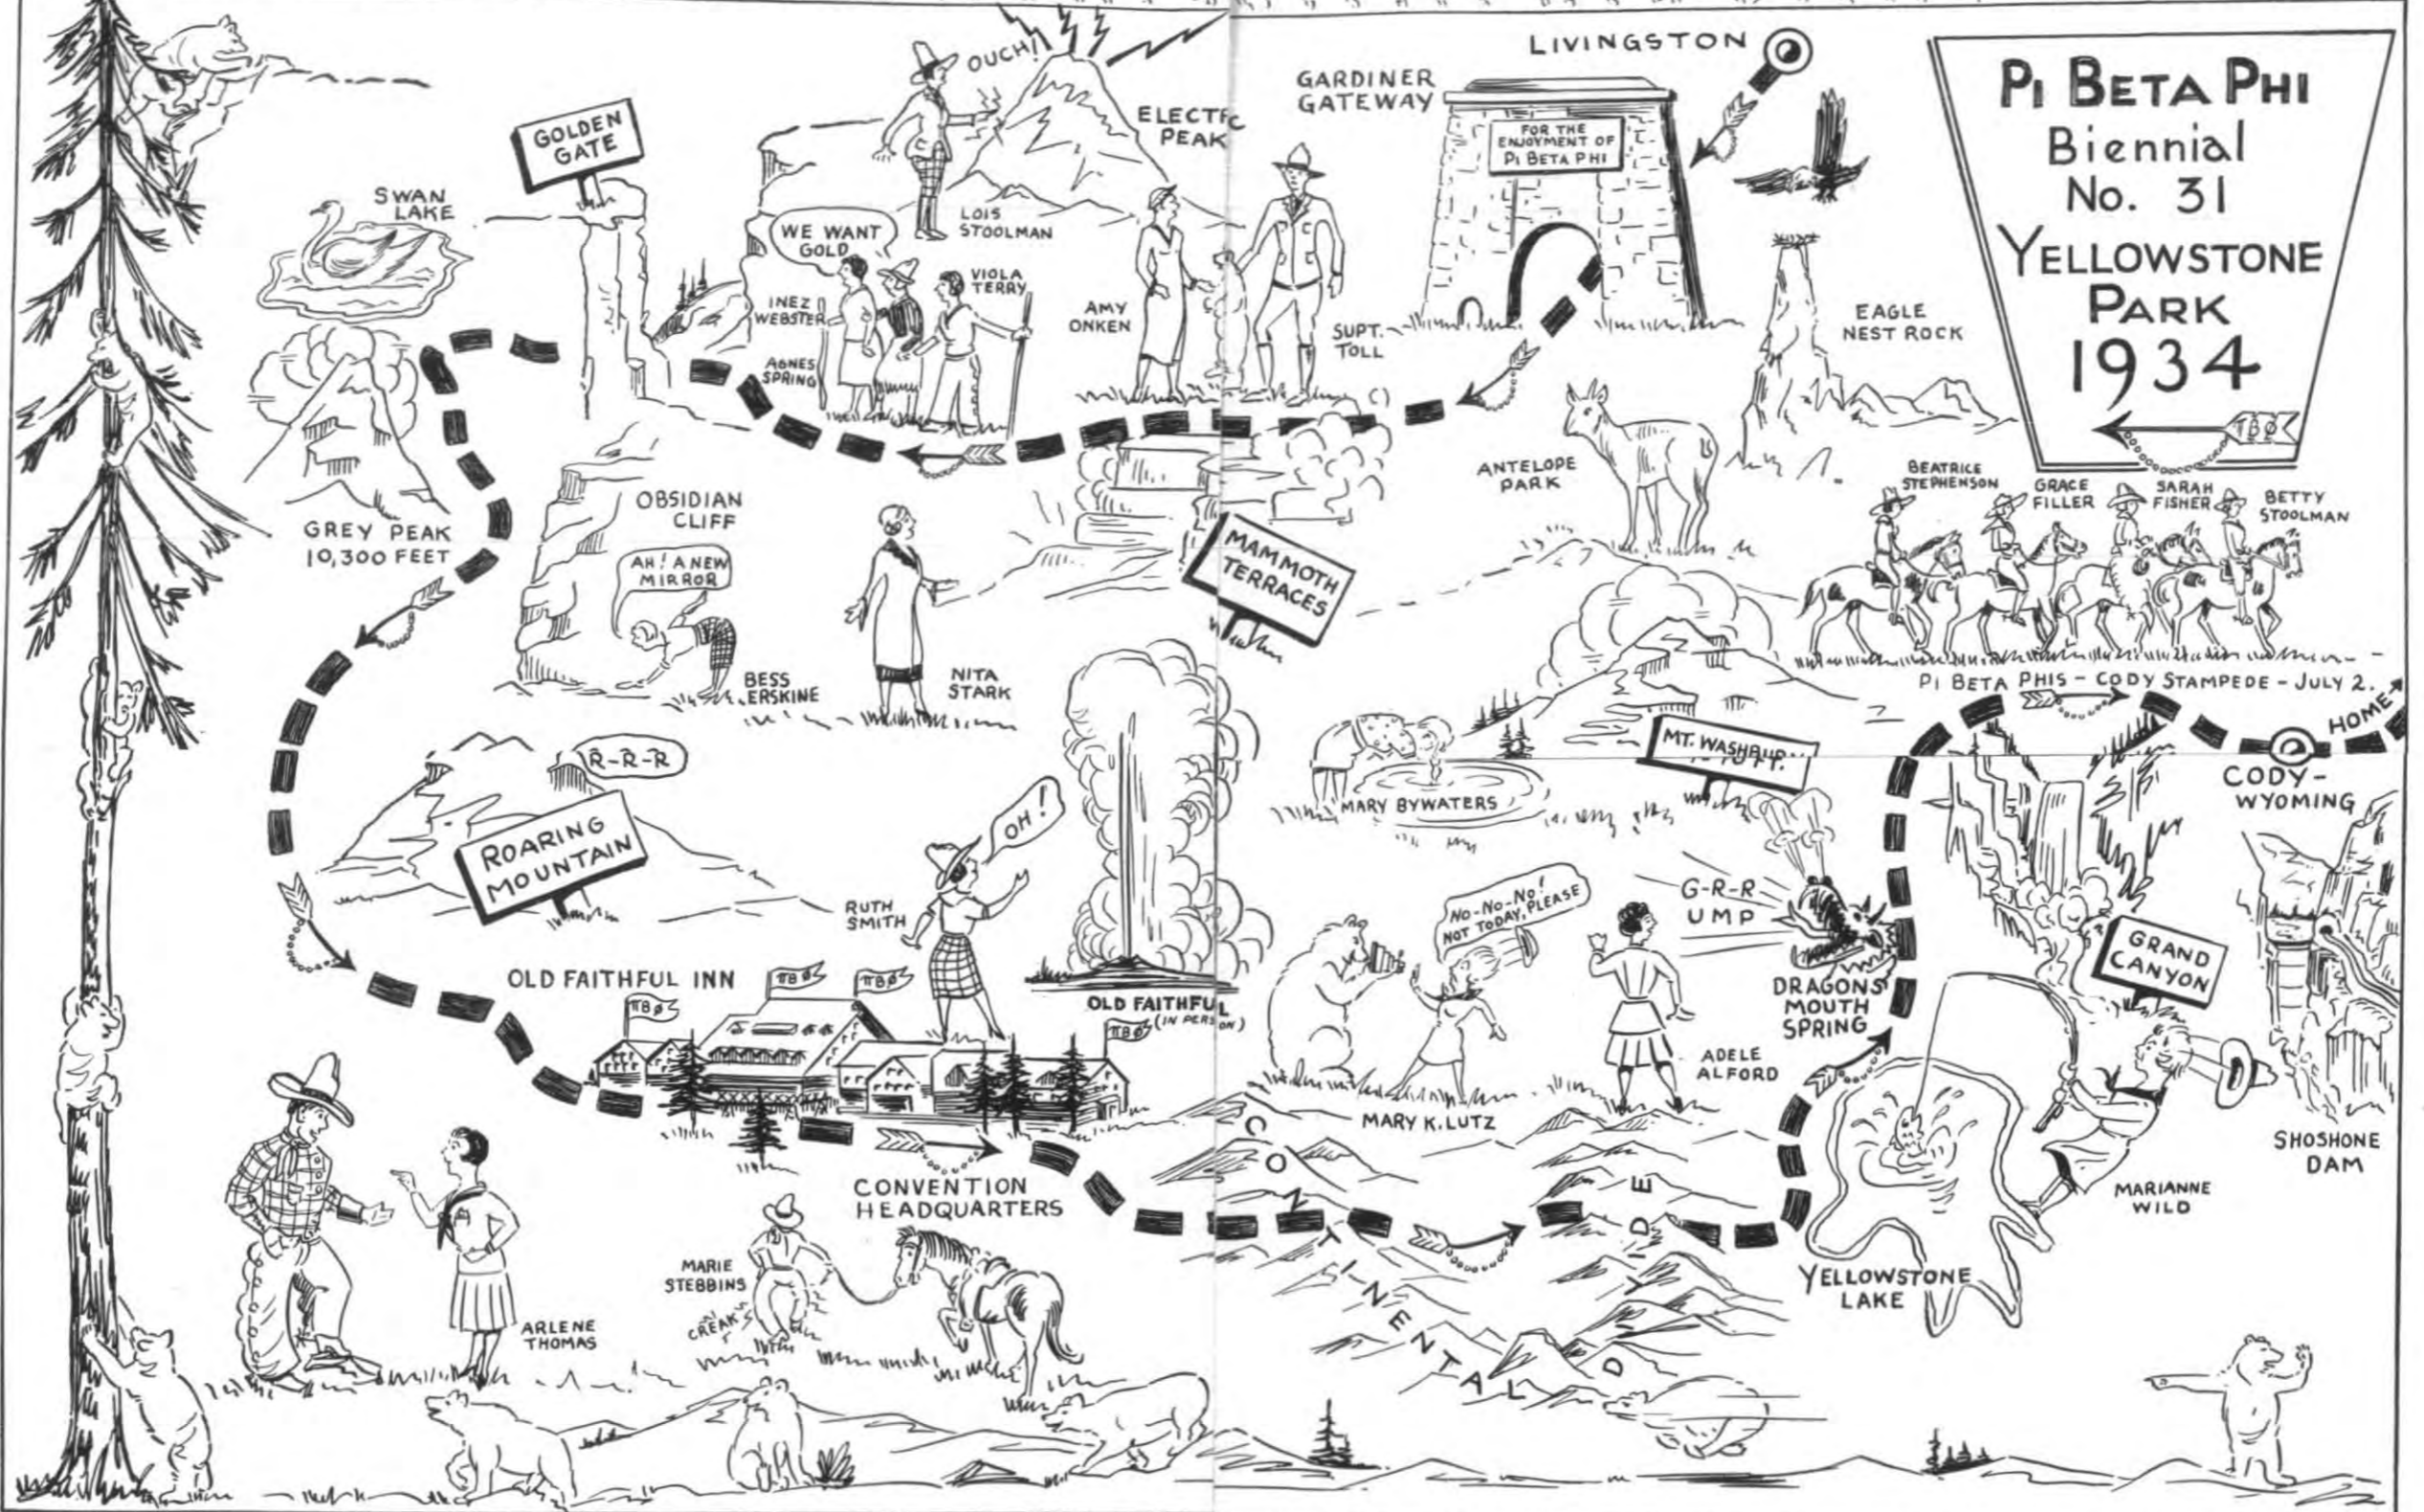 PI BETA PHI
Biennial
No. 31
YELLOWSTONE
PARK
1934
ΠΒΦ
LIVINGSTON
GARDINER
GATEWAY
FOR THE
ENJOYMENT OF
PI BETA PHI
EAGLE
NEST ROCK
ANTELOPE
PARK
SUPT.
TOLL
AMY
ONKEN
PEAK
OUCH!
LOIS
STOOLMAN
WE WANT
GOLD
VIOLA
TERRY
INEZ
WEBSTER
AGNES
SPRING
GOLDEN
GATE
SWAN
LAKE
GREY PEAK
10,300 FEET
OBSIDIAN
CLIFF
AH! A NEW
MIRROR
BESS
ERSKINE
NITA
STARK
MAMMOTH
TERRACES
BEATRICE
STEPHENSON
GRACE
FILLER
SARAH
FISHER
BETTY
STOOLMAN
PI BETA PHIS - CODY STAMPEDE - JULY 2.
HOME
CODY-
WYOMING
R-R-R
ROARING
MOUNTAIN
OH!
RUTH
SMITH
OLD FAITHFUL
(IN PERSON)
OLD FAITHFUL INN
ΠΒΦ
ΠΒΦ
ΠΒΦ
ΠΒΦ
CONVENTION
HEADQUARTERS
MARY BYWATERS
MT.
NO-NO-NO!
NOT TODAY, PLEASE
MARY K. LUTZ
G-R-R
UMP
DRAGONS
MOUTH
SPRING
ADELE
ALFORD
GRAND
CANYON
SHOSHONE
DAM
MARIANNE
WILD
YELLOWSTONE
LAKE
CONTINENTAL DIVIDE
MARIE
STEBBINS
CREAK
ARLENE
THOMAS